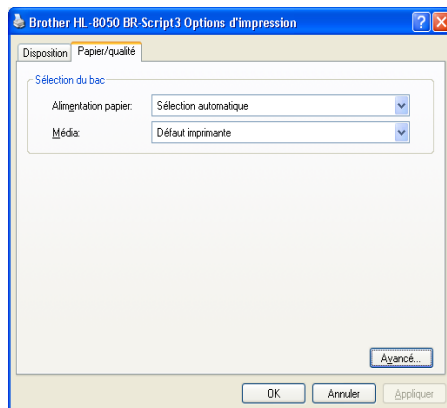 Brother HL-8050 BR-Script3 Options d'impression
Disposition Papier/qualité
Sélection du bac
Alimentation papier: Sélection automatique
Média: Défaut imprimante
Avancé...
OK Annuler Appliquer